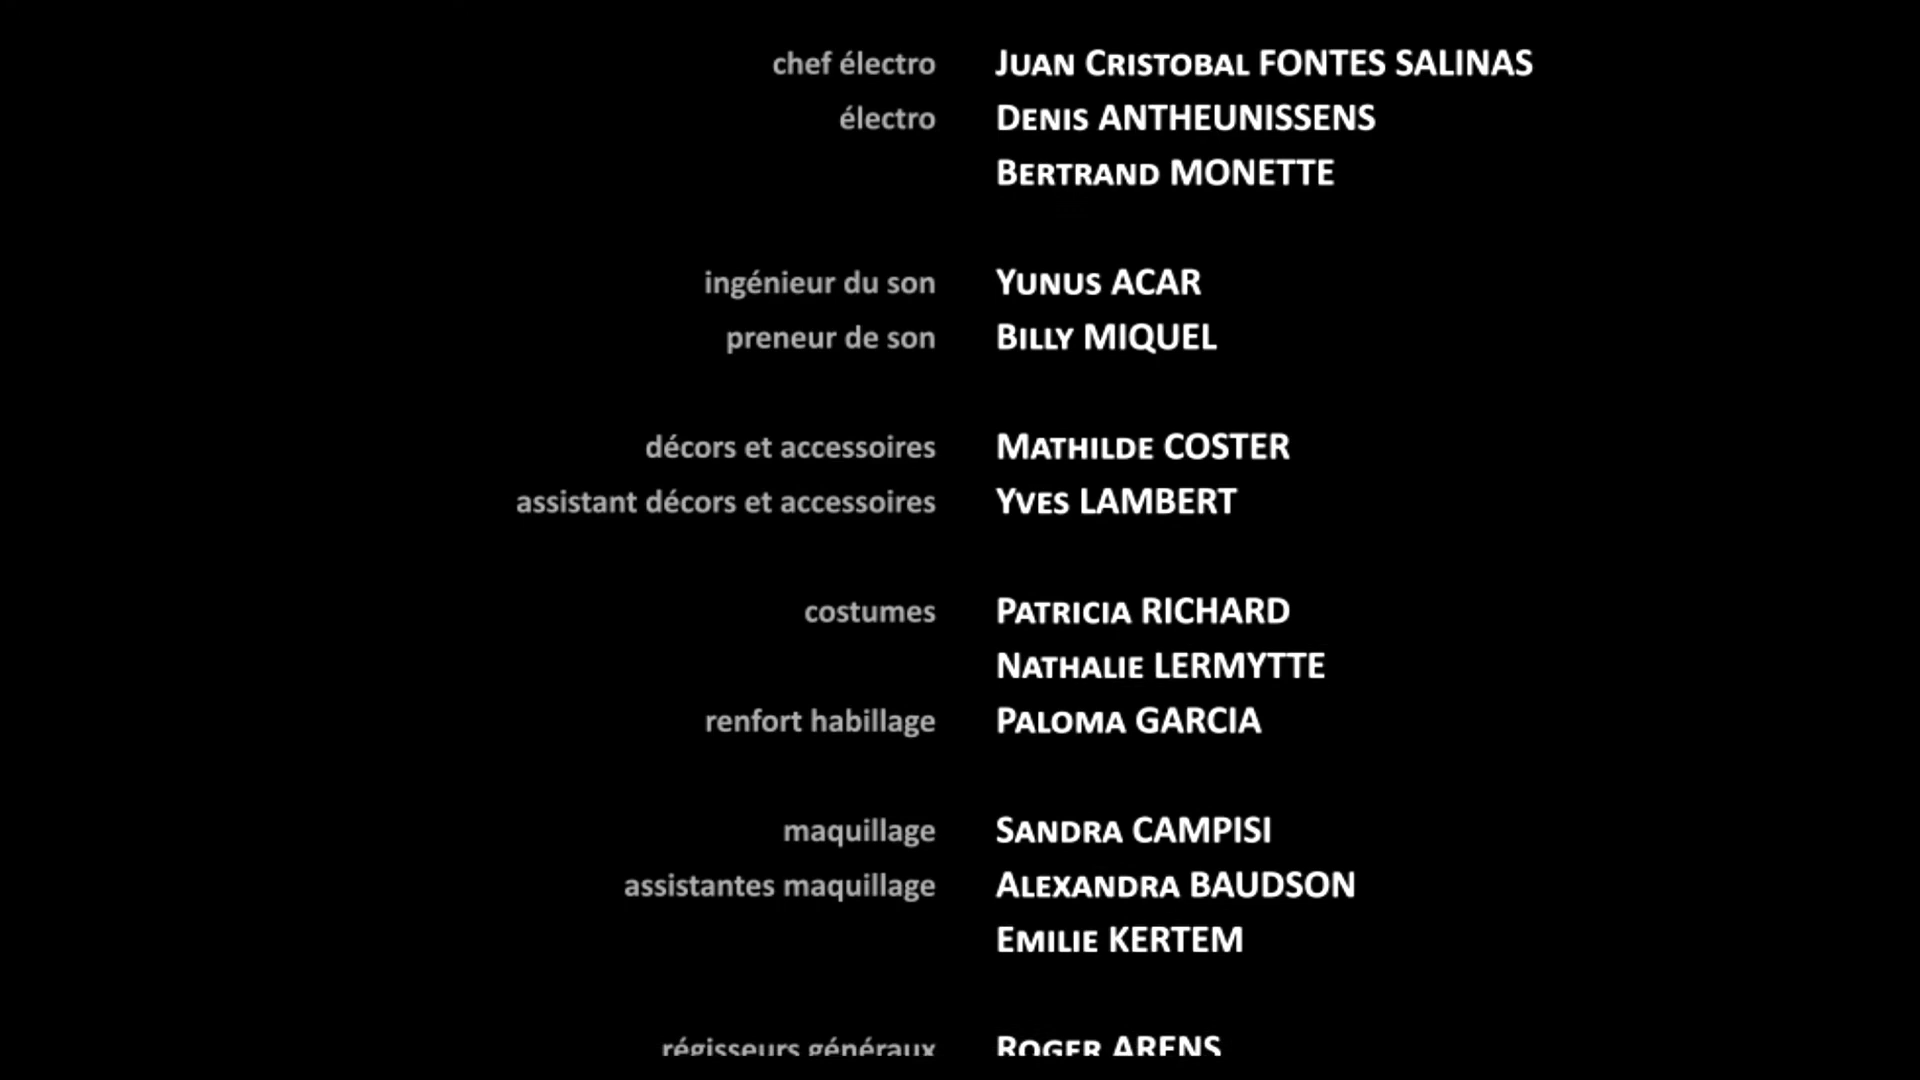 chef électro Juan Cristobal FONTES SALINAS
électro Denis ANTHEUNISSENS
Bertrand MONETTE
ingénieur du son Yunus ACAR
preneur de son Billy MIQUEL
décors et accessoires Mathilde COSTER
assistant décors et accessoires Yves LAMBERT
costumes Patricia RICHARD
Nathalie LERMYTTE
renfort habillage Paloma GARCIA
maquillage Sandra CAMPISI
assistantes maquillage Alexandra BAUDSON
Emilie KERTEM
régisseurs généraux Roger ARENS